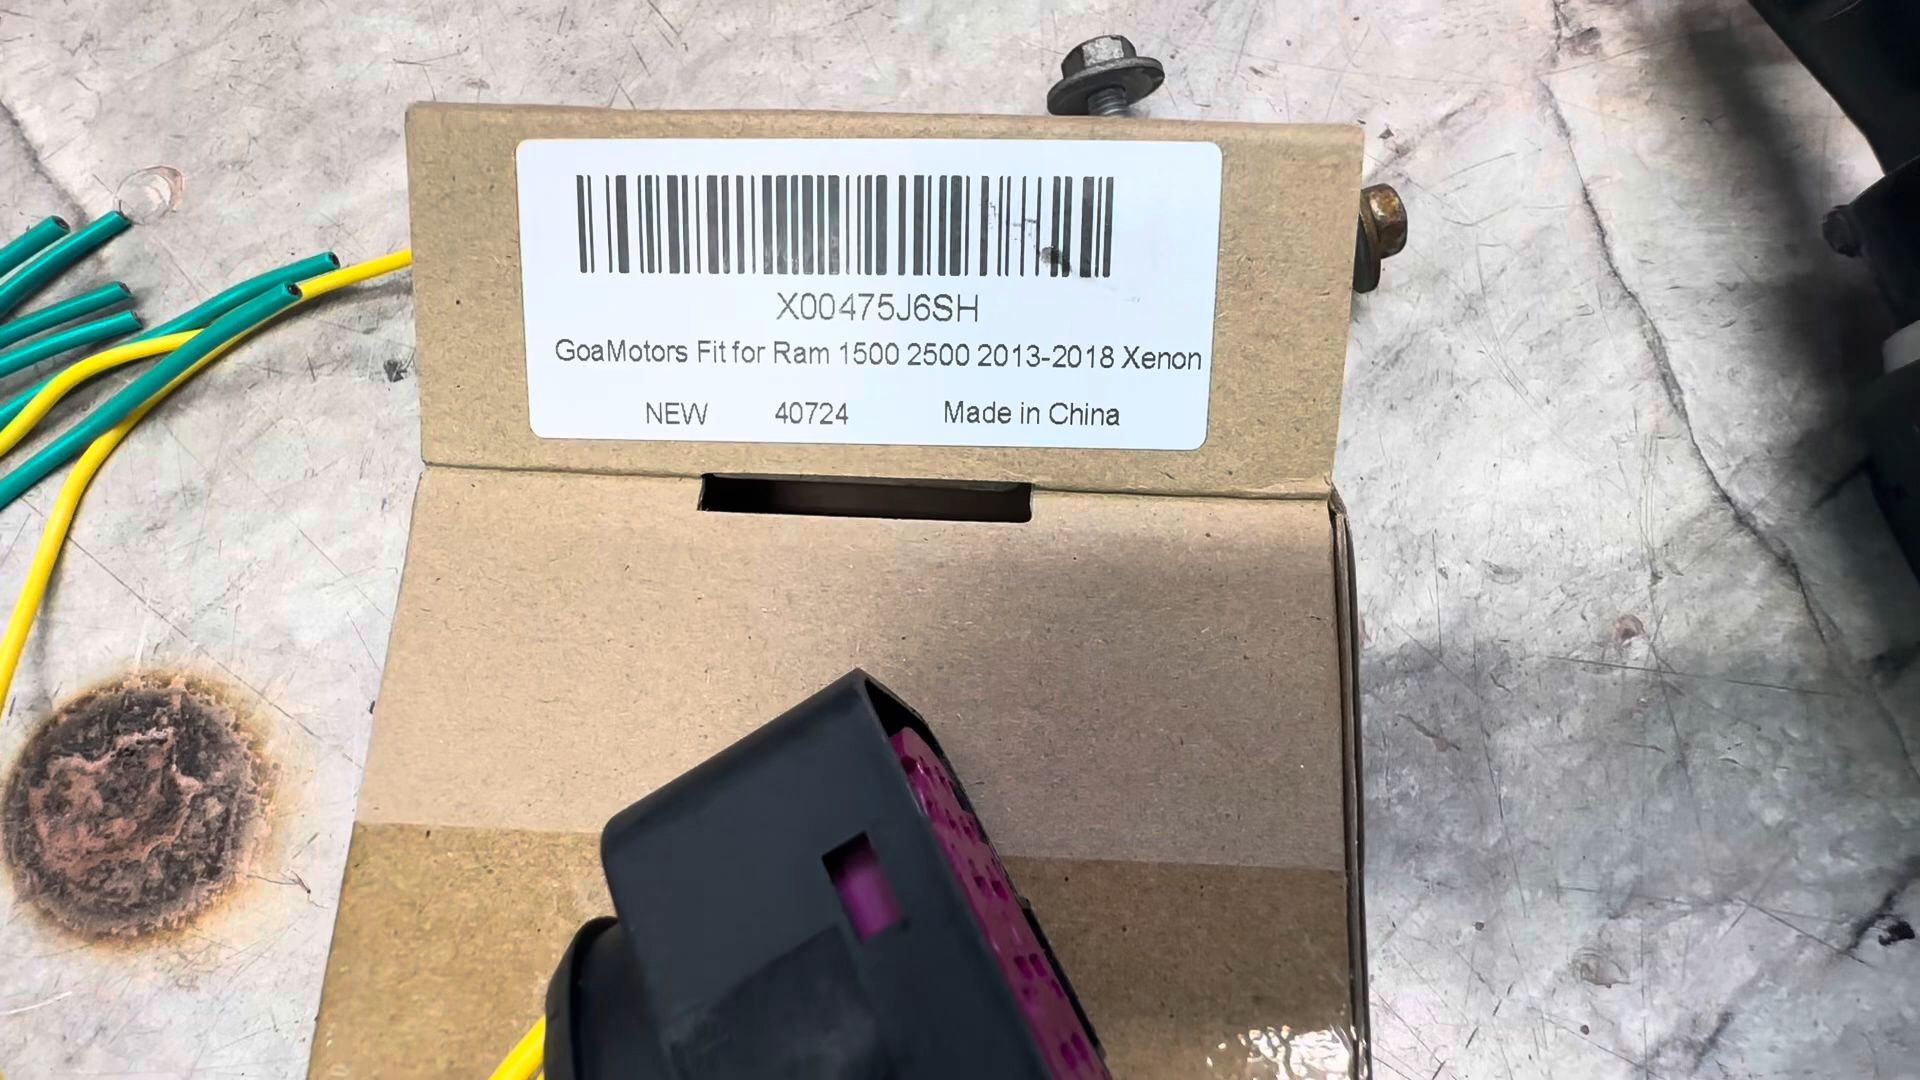 X00475J6SH
GoaMotors Fit for Ram 1500 2500 2013-2018 Xenon
NEW 40724 Made in China